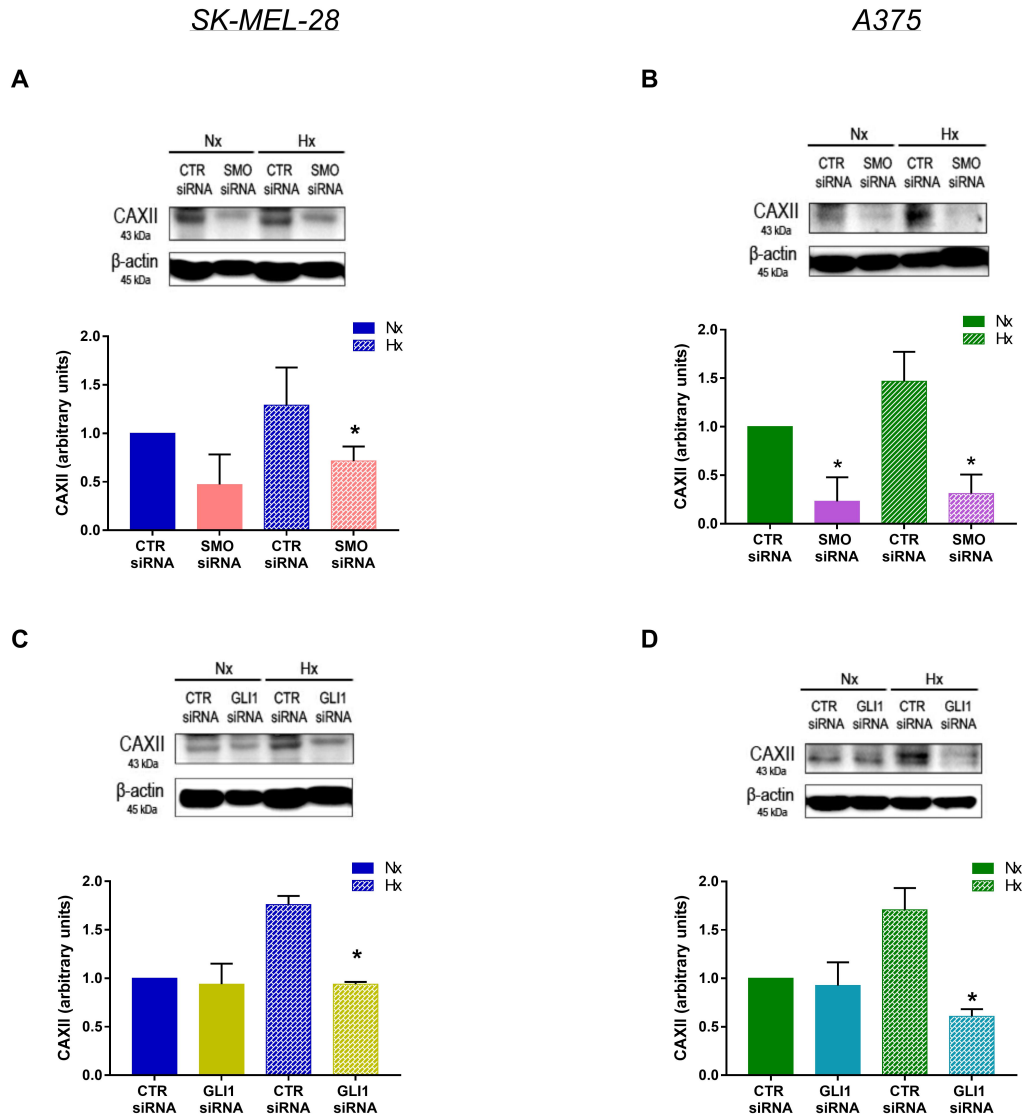 SK-MEL-28
A375
A
Nx Hx
CTR SMO CTR SMO
siRNA siRNA siRNA siRNA
CAXII
43 kDa
β-actin
45 kDa
Nx
Hx
CAXII (arbitrary units)
2.0
1.5
1.0
0.5
0.0
*
CTR SMO CTR SMO
siRNA siRNA siRNA siRNA
B
Nx Hx
CTR SMO CTR SMO
siRNA siRNA siRNA siRNA
CAXII
43 kDa
β-actin
45 kDa
Nx
Hx
CAXII (arbitrary units)
2.0
1.5
1.0
0.5
0.0
* *
CTR SMO CTR SMO
siRNA siRNA siRNA siRNA
C
Nx Hx
CTR GLI1 CTR GLI1
siRNA siRNA siRNA siRNA
CAXII
43 kDa
β-actin
45 kDa
Nx
Hx
CAXII (arbitrary units)
2.0
1.5
1.0
0.5
0.0
*
CTR GLI1 CTR GLI1
siRNA siRNA siRNA siRNA
D
Nx Hx
CTR GLI1 CTR GLI1
siRNA siRNA siRNA siRNA
CAXII
43 kDa
β-actin
45 kDa
Nx
Hx
CAXII (arbitrary units)
2.0
1.5
1.0
0.5
0.0
*
CTR GLI1 CTR GLI1
siRNA siRNA siRNA siRNA